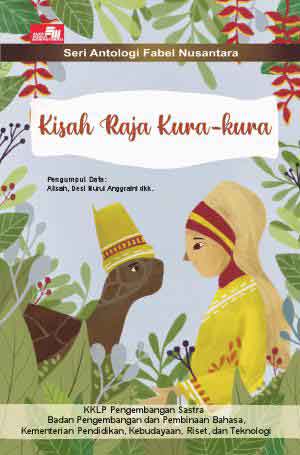 Seri Antologi Fabel Nusantara
Kisah Raja Kura-kura
Pengumpul Data:
Alisah, Desi Nurul Anggraini dkk.
KKLP Pengembangan Sastra
Badan Pengembangan dan Pembinaan Bahasa,
Kementerian Pendidikan, Kebudayaan, Riset, dan Teknologi